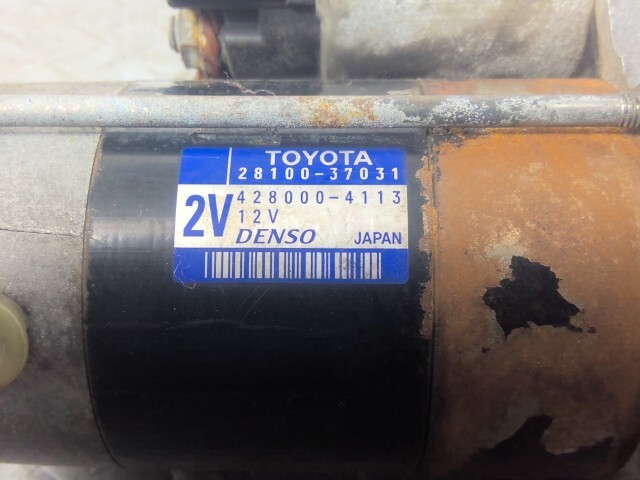 TOYOTA
28100-37031
2V
428000-4113
12V
DENSO JAPAN